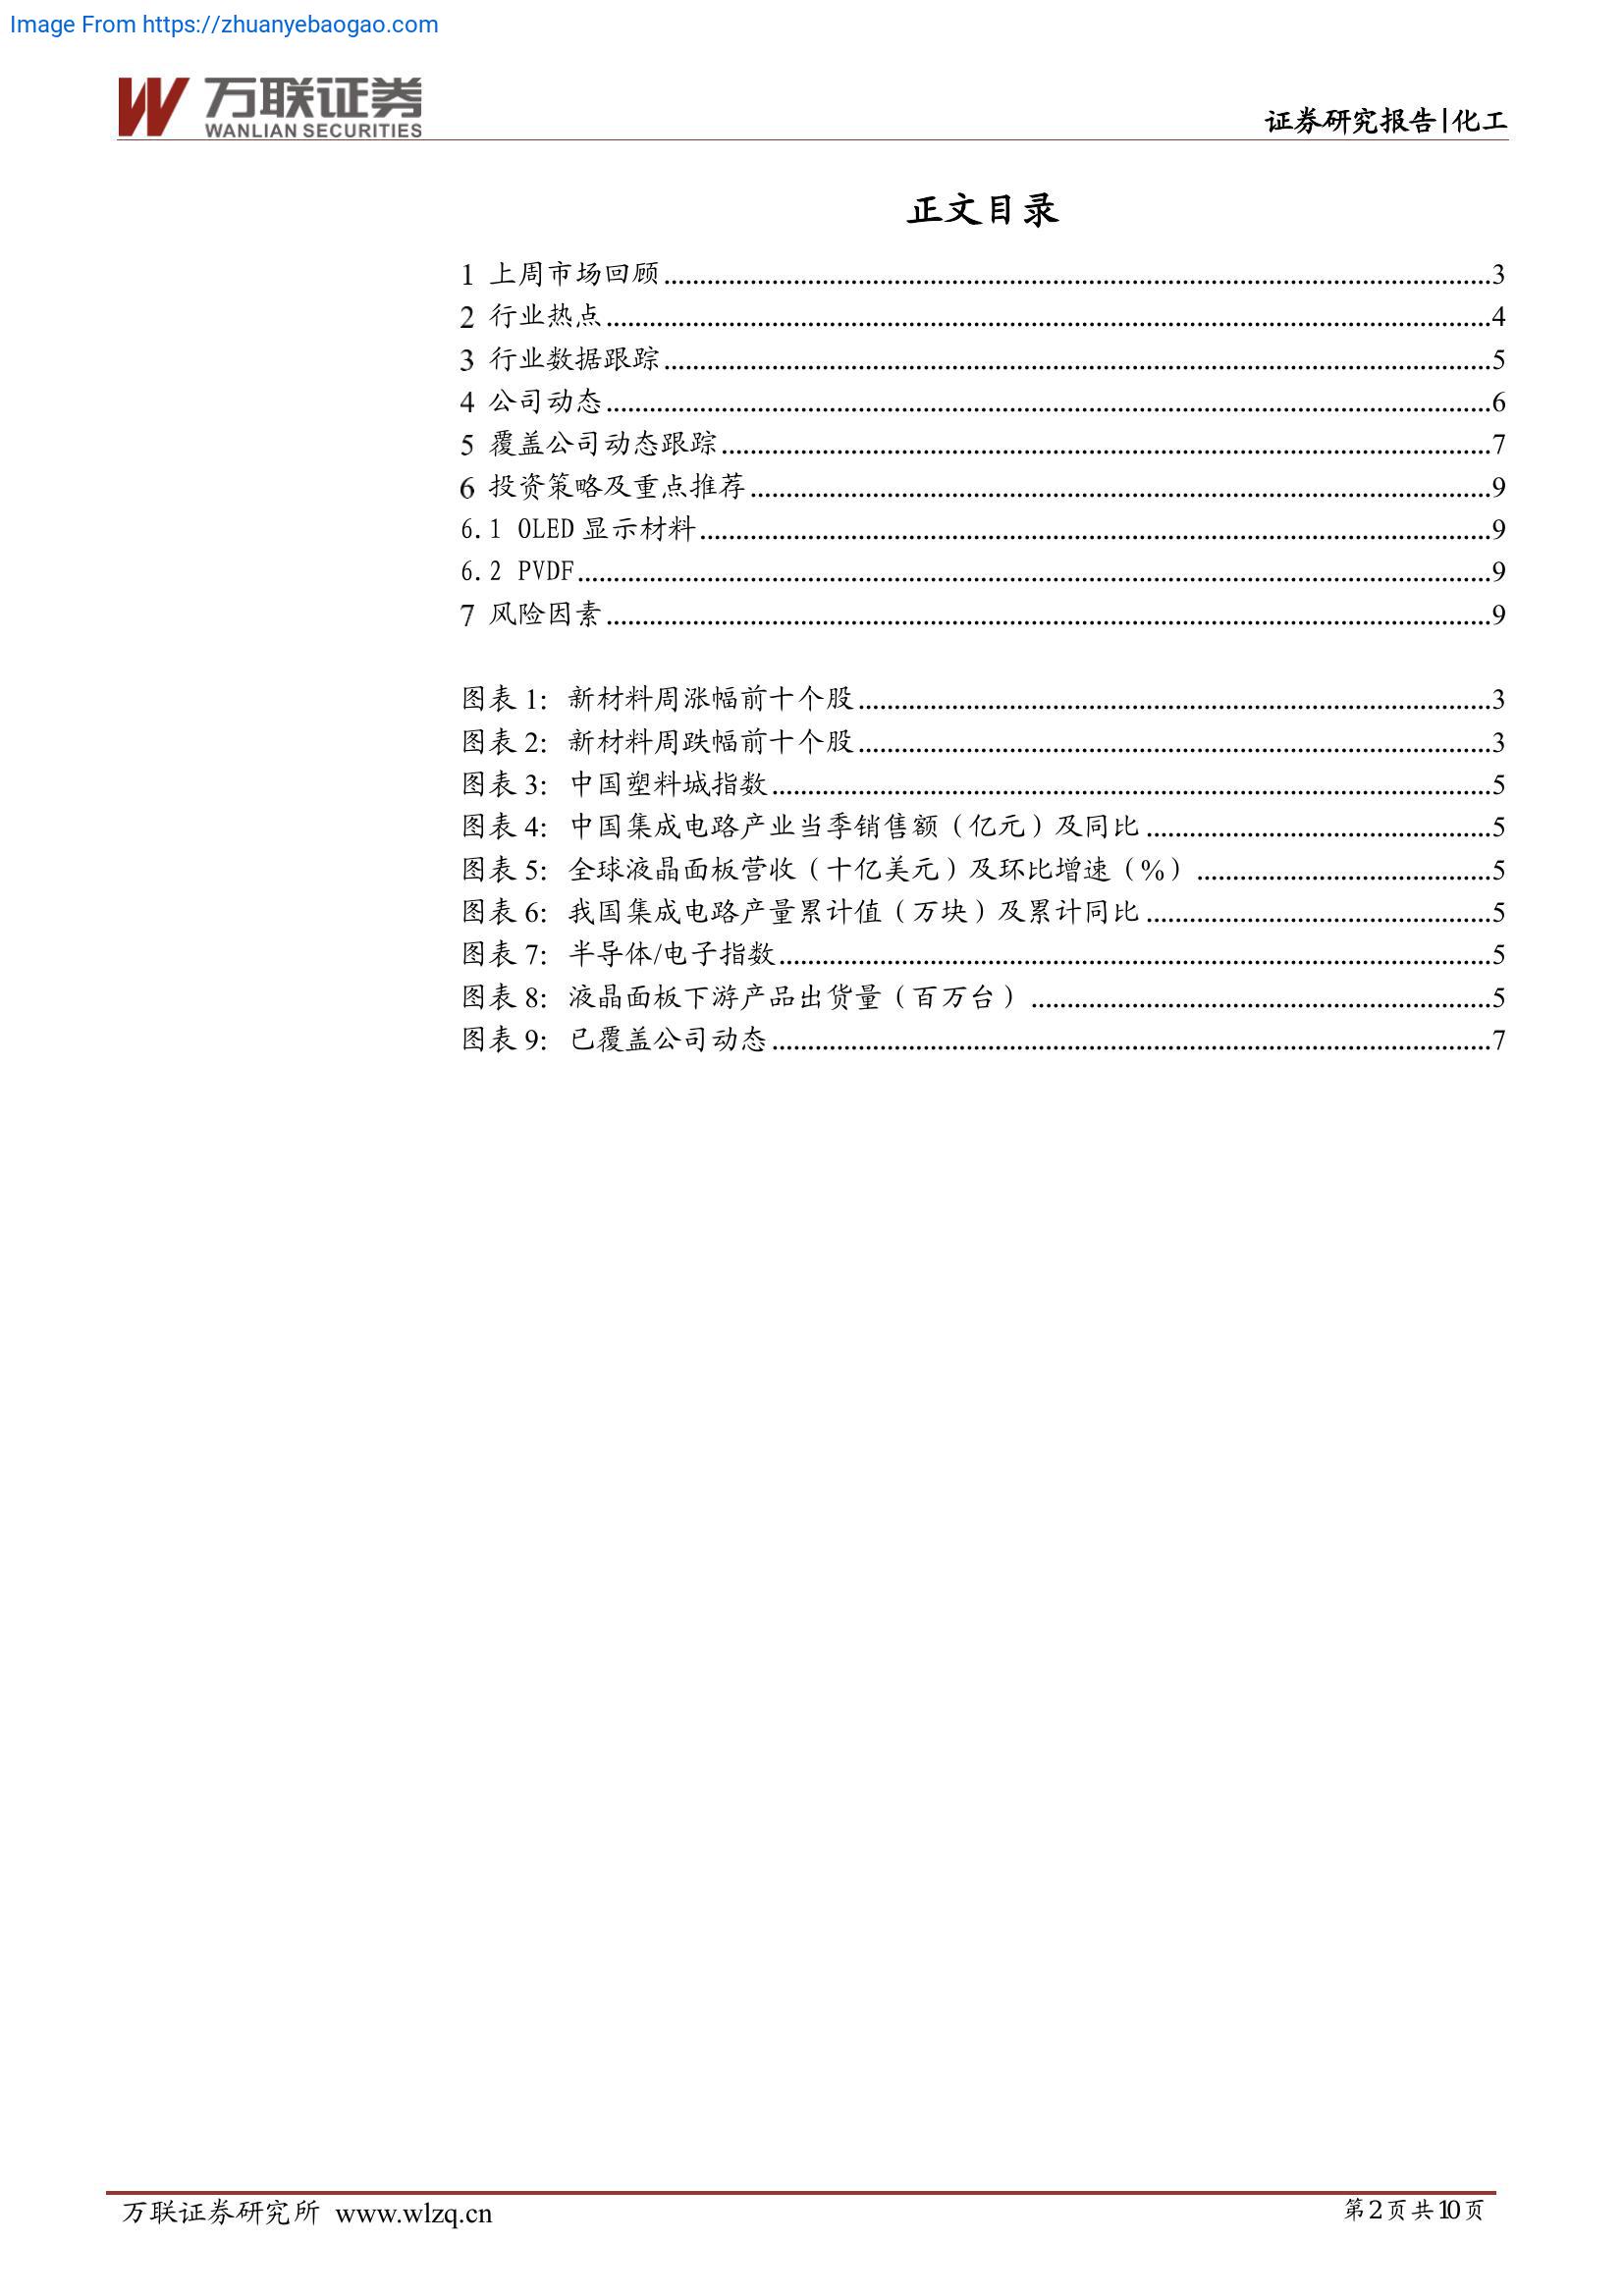 Image From https://zhuanyebaogao.com
万联证券
WANLIAN SECURITIES
证券研究报告|化工
正文目录
1 上周市场回顾..........3
2 行业热点..........4
3 行业数据跟踪..........5
4 公司动态..........6
5 覆盖公司动态跟踪..........7
6 投资策略及重点推荐..........9
6.1 OLED 显示材料..........9
6.2 PVDF..........9
7 风险因素..........9
图表 1: 新材料周涨幅前十个股..........3
图表 2: 新材料周跌幅前十个股..........3
图表 3: 中国塑料城指数..........5
图表 4: 中国集成电路产业当季销售额（亿元）及同比..........5
图表 5: 全球液晶面板营收（十亿美元）及环比增速（%）..........5
图表 6: 我国集成电路产量累计值（万块）及累计同比..........5
图表 7: 半导体/电子指数..........5
图表 8: 液晶面板下游产品出货量（百万台）..........5
图表 9: 已覆盖公司动态..........7
万联证券研究所 www.wlzq.cn
第2页共10页